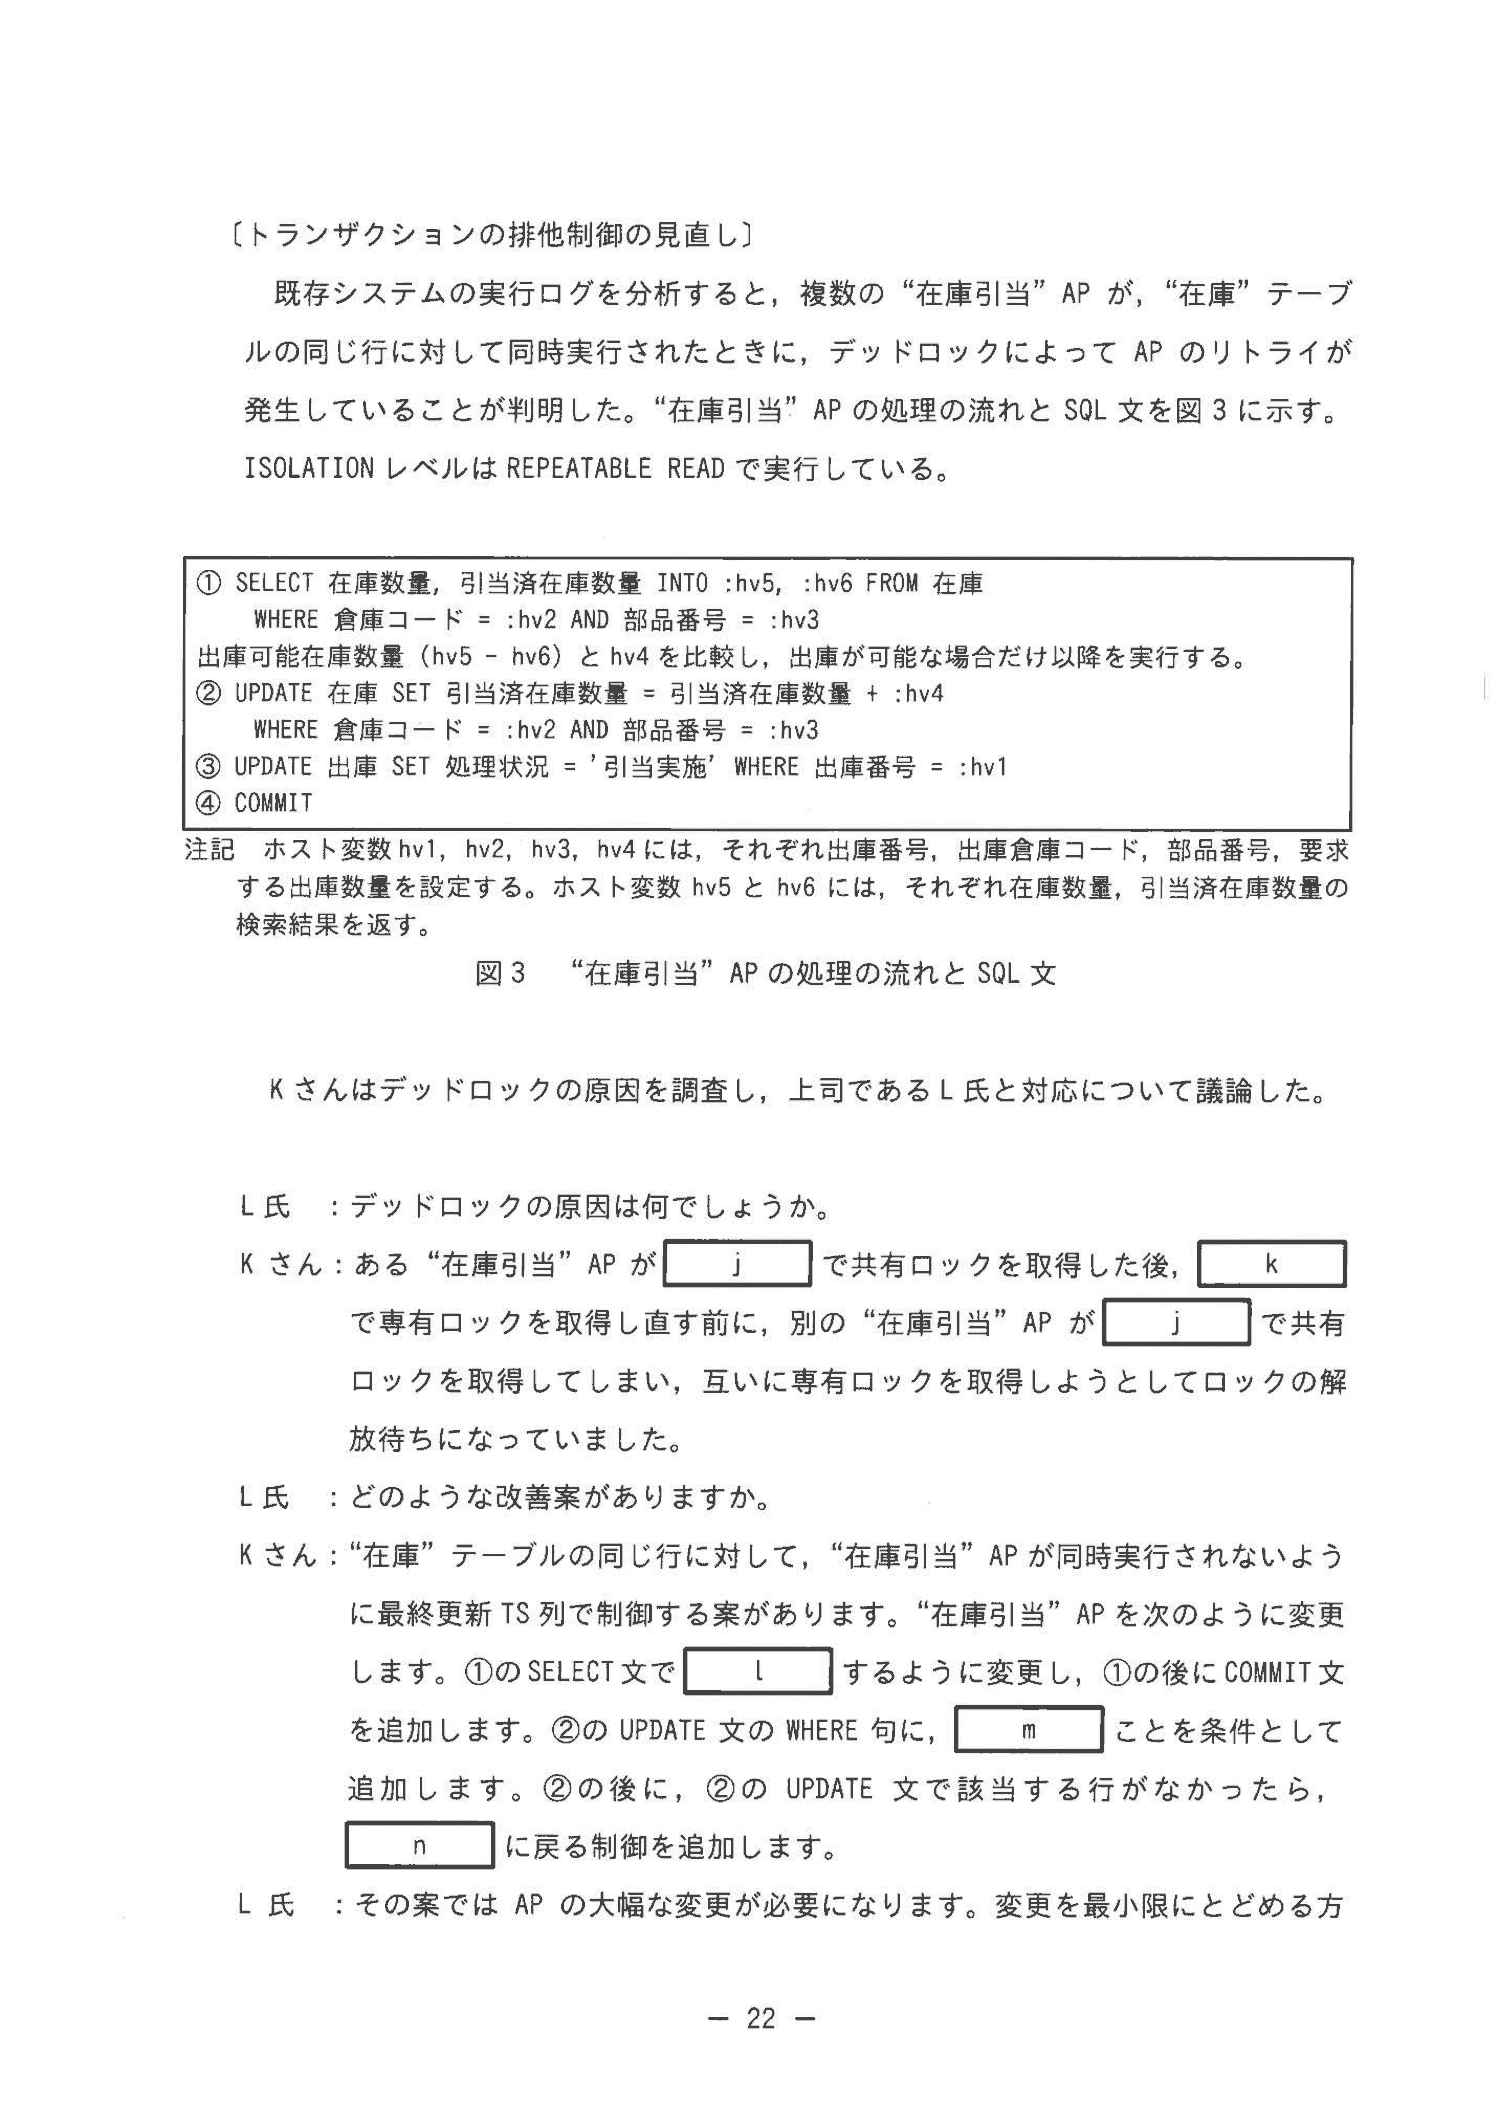 〔トランザクションの排他制御の見直し〕
既存システムの実行ログを分析すると，複数の“在庫引当”AP が，“在庫”テーブ
ルの同じ行に対して同時実行されたときに，デッドロックによって AP のリトライが
発生していることが判明した。“在庫引当”AP の処理の流れと SQL 文を図 3 に示す。
ISOLATION レベルは REPEATABLE READ で実行している。
① SELECT 在庫数量，引当済在庫数量 INTO :hv5, :hv6 FROM 在庫
WHERE 倉庫コード = :hv2 AND 部品番号 = :hv3
出庫可能在庫数量（hv5 - hv6）と hv4 を比較し，出庫が可能な場合だけ以降を実行する。
② UPDATE 在庫 SET 引当済在庫数量 = 引当済在庫数量 + :hv4
WHERE 倉庫コード = :hv2 AND 部品番号 = :hv3
③ UPDATE 出庫 SET 処理状況 = '引当実施' WHERE 出庫番号 = :hv1
④ COMMIT
注記　ホスト変数 hv1，hv2，hv3，hv4 には，それぞれ出庫番号，出庫倉庫コード，部品番号，要求
する出庫数量を設定する。ホスト変数 hv5 と hv6 には，それぞれ在庫数量，引当済在庫数量の
検索結果を返す。
図 3　“在庫引当”AP の処理の流れと SQL 文
K さんはデッドロックの原因を調査し，上司である L 氏と対応について議論した。
L 氏　：デッドロックの原因は何でしょうか。
K さん：ある“在庫引当”AP が j で共有ロックを取得した後， k
で専有ロックを取得し直す前に，別の“在庫引当”AP が j で共有
ロックを取得してしまい，互いに専有ロックを取得しようとしてロックの解
放待ちになっていました。
L 氏　：どのような改善案がありますか。
K さん：“在庫”テーブルの同じ行に対して，“在庫引当”AP が同時実行されないよう
に最終更新 TS 列で制御する案があります。“在庫引当”AP を次のように変更
します。①の SELECT 文で l するように変更し，①の後に COMMIT 文
を追加します。②の UPDATE 文の WHERE 句に， m ことを条件として
追加します。②の後に，②の UPDATE 文で該当する行がなかったら，
n に戻る制御を追加します。
L 氏　：その案では AP の大幅な変更が必要になります。変更を最小限にとどめる方
― 22 ―